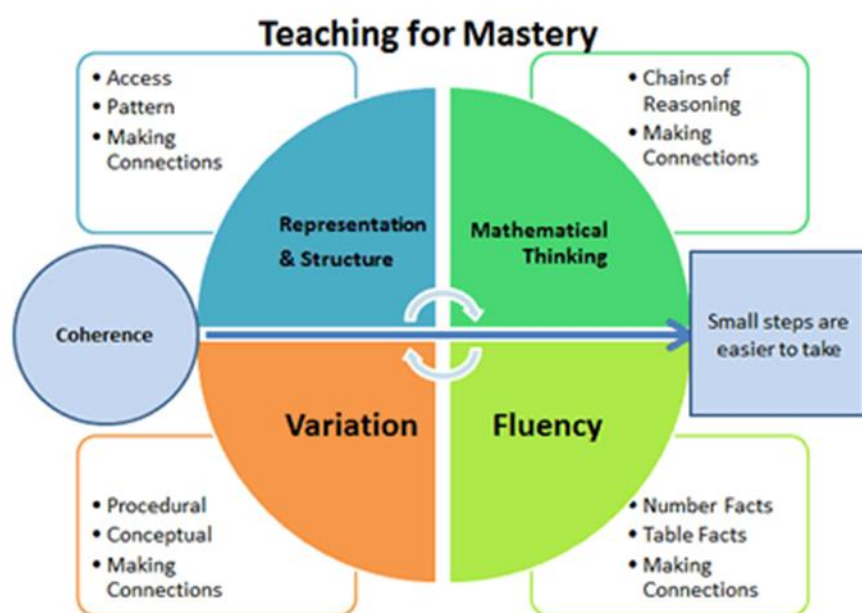 Teaching for Mastery
• Access
• Pattern
• Making
Connections
• Chains of
Reasoning
• Making
Connections
Representation
& Structure
Mathematical
Thinking
Coherence
Small steps are
easier to take
Variation
Fluency
• Procedural
• Conceptual
• Making
Connections
• Number Facts
• Table Facts
• Making
Connections